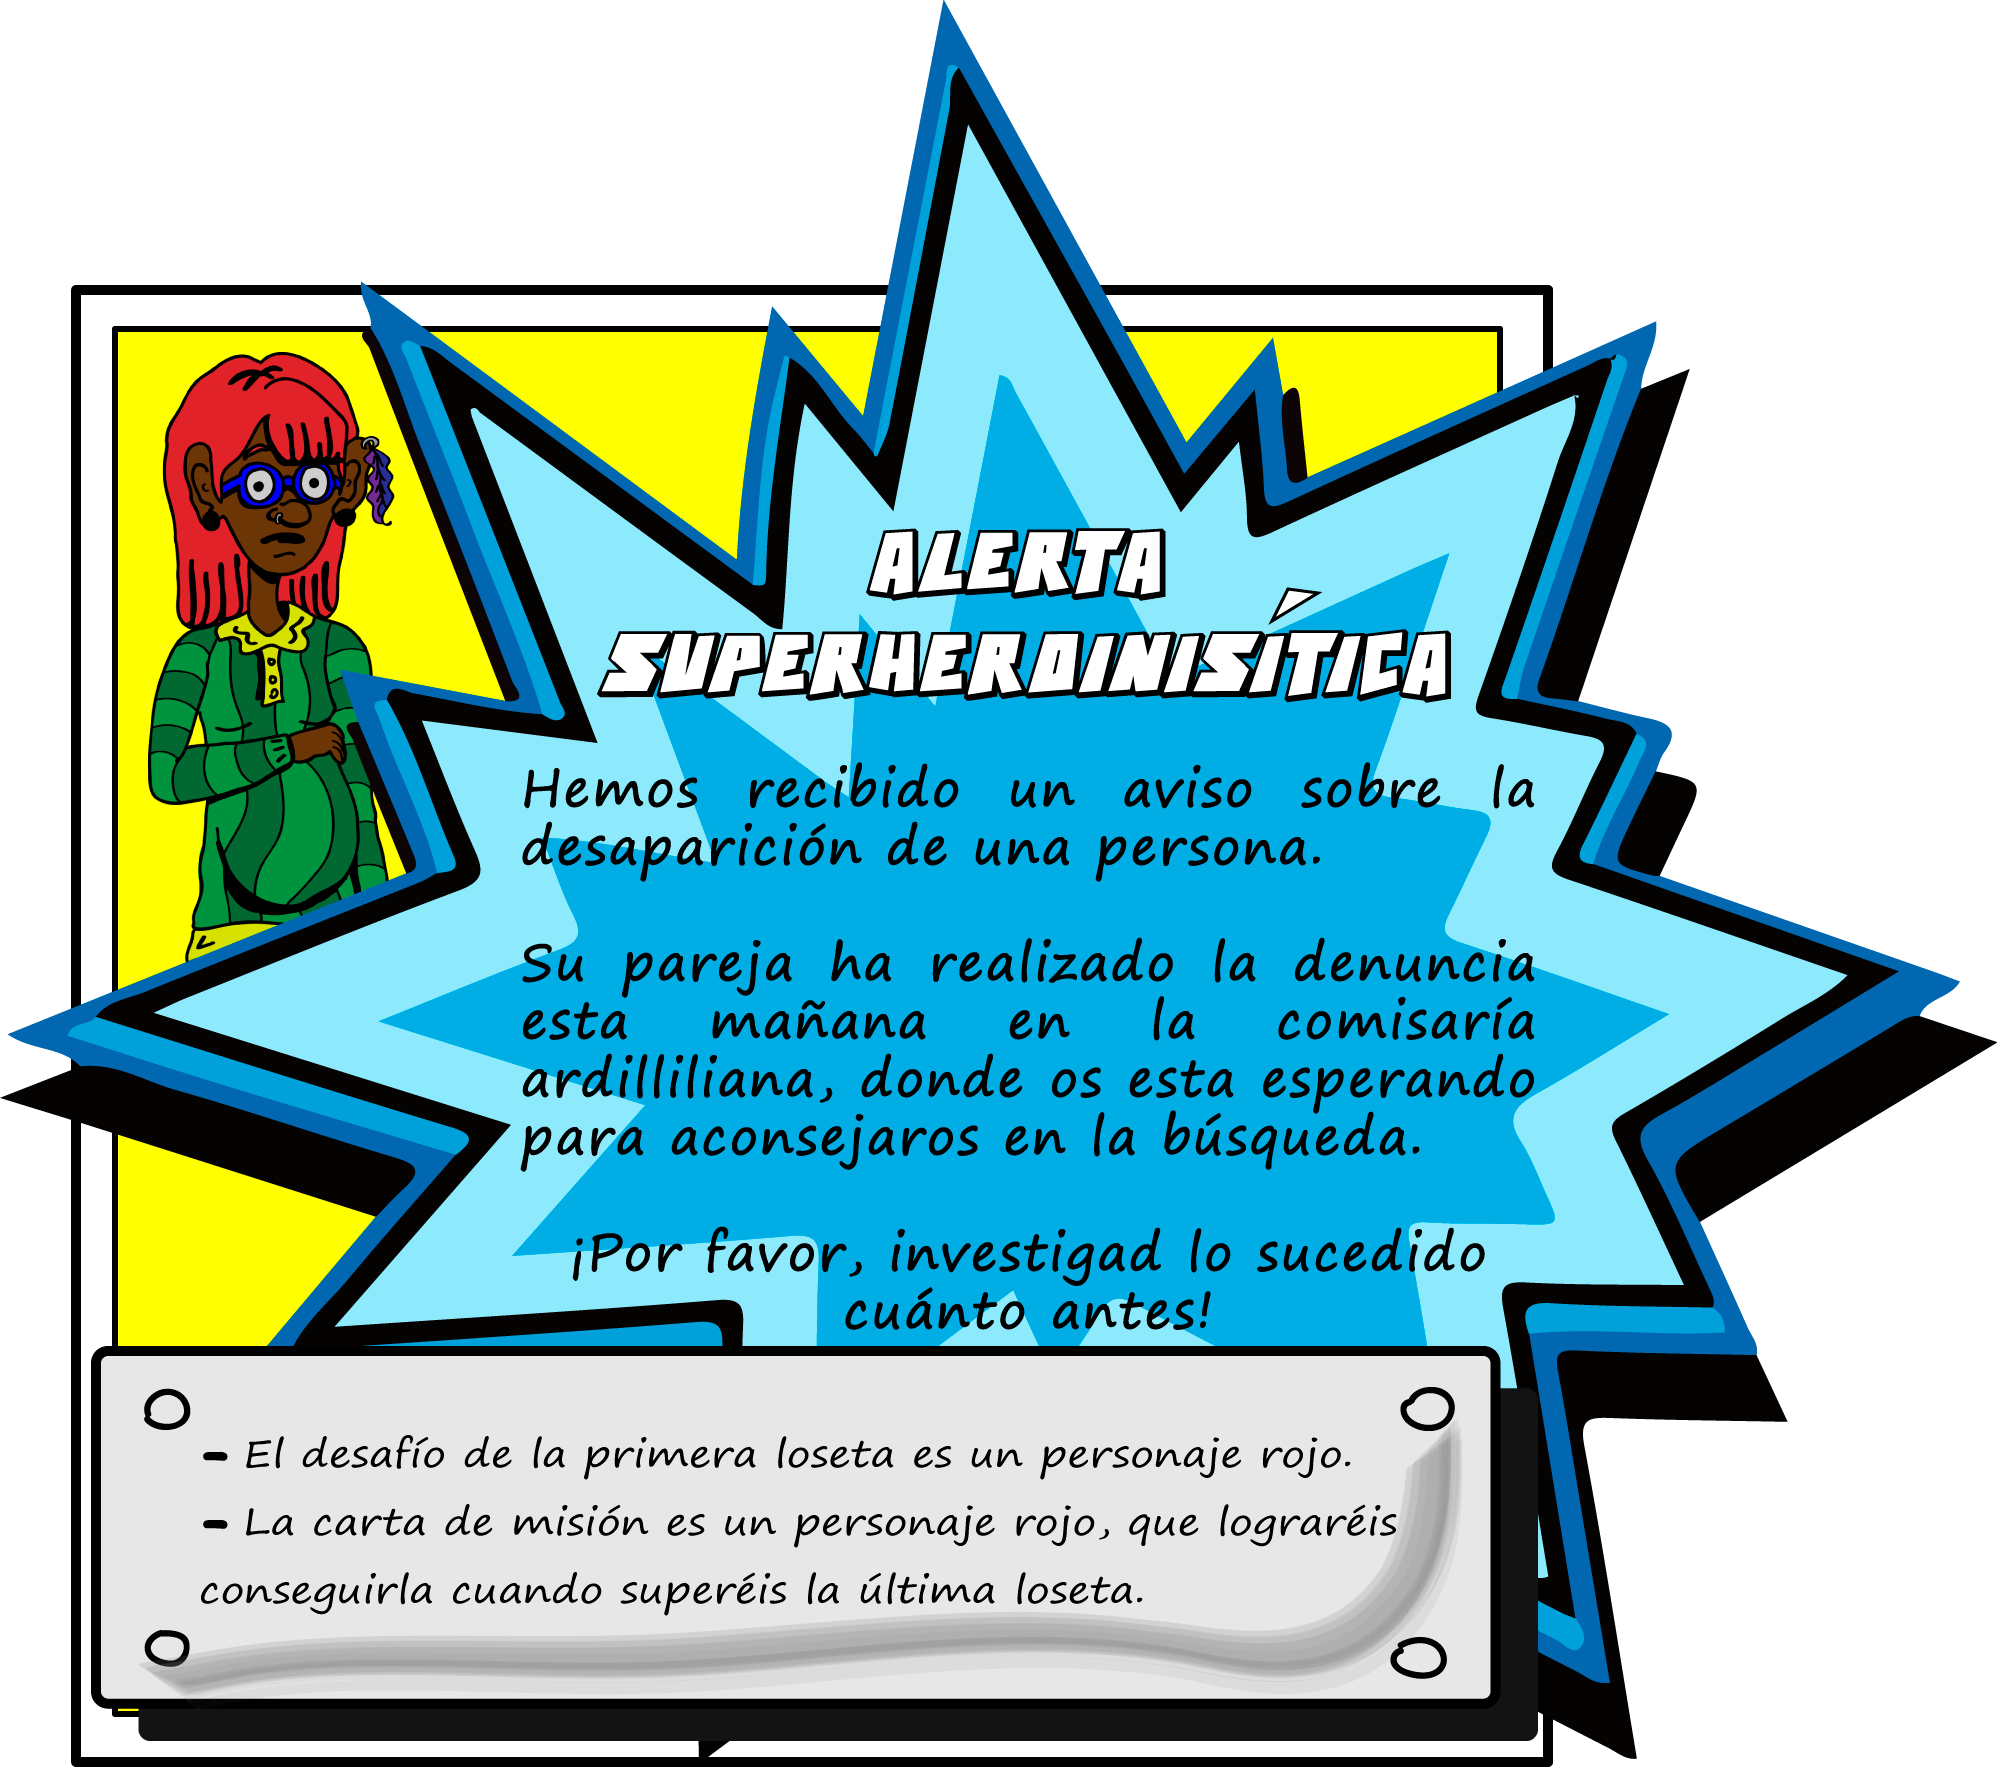 ALERTA
SUPERHEROINISÍTICA
Hemos recibido un aviso sobre la
desaparición de una persona.
Su pareja ha realizado la denuncia
esta mañana en la comisaría
ardilliliana, donde os esta esperando
para aconsejaros en la búsqueda.
¡Por favor, investigad lo sucedido
cuánto antes!
- El desafío de la primera loseta es un personaje rojo.
- La carta de misión es un personaje rojo, que lograréis
conseguirla cuando superéis la última loseta.